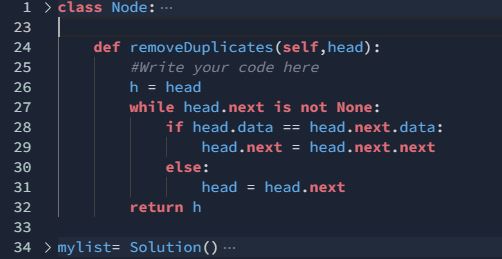 1 > class Node: ...
23
24 def removeDuplicates(self,head):
25 #Write your code here
26 h = head
27 while head.next is not None:
28 if head.data == head.next.data:
29 head.next = head.next.next
30 else:
31 head = head.next
32 return h
33
34 > mylist= Solution() ...